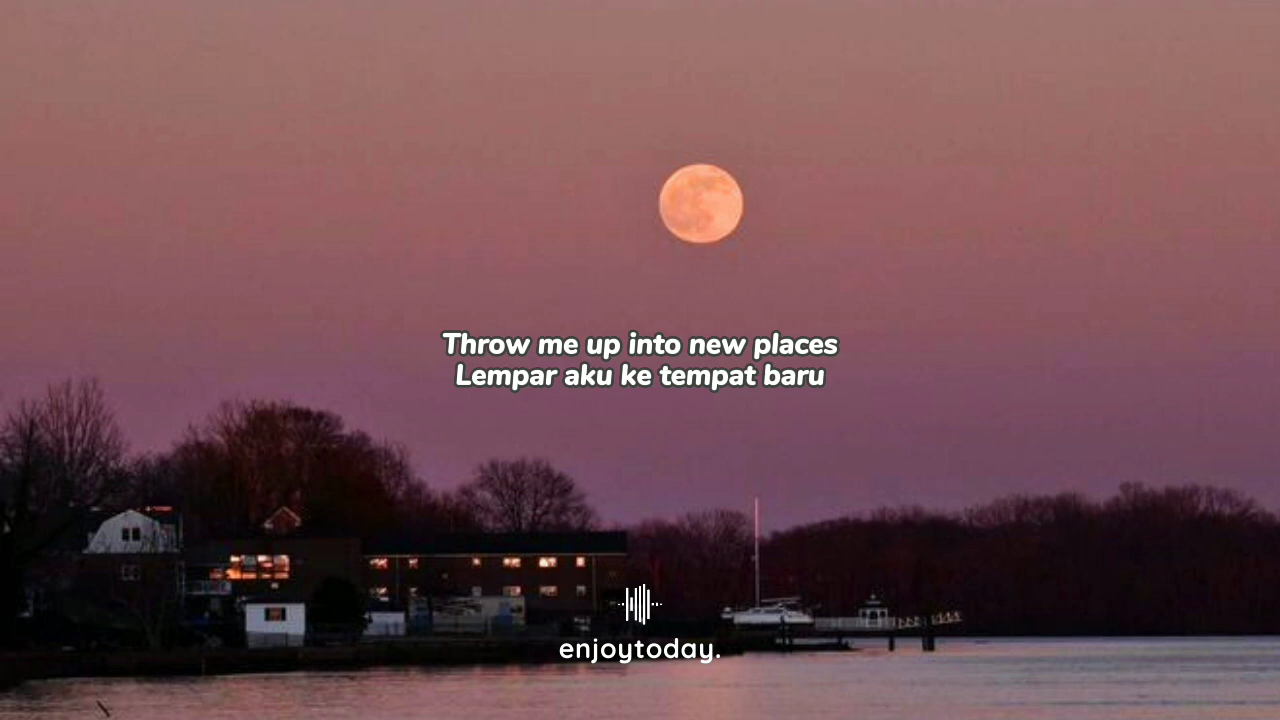 Throw me up into new places
Lempar aku ke tempat baru
enjoytoday.